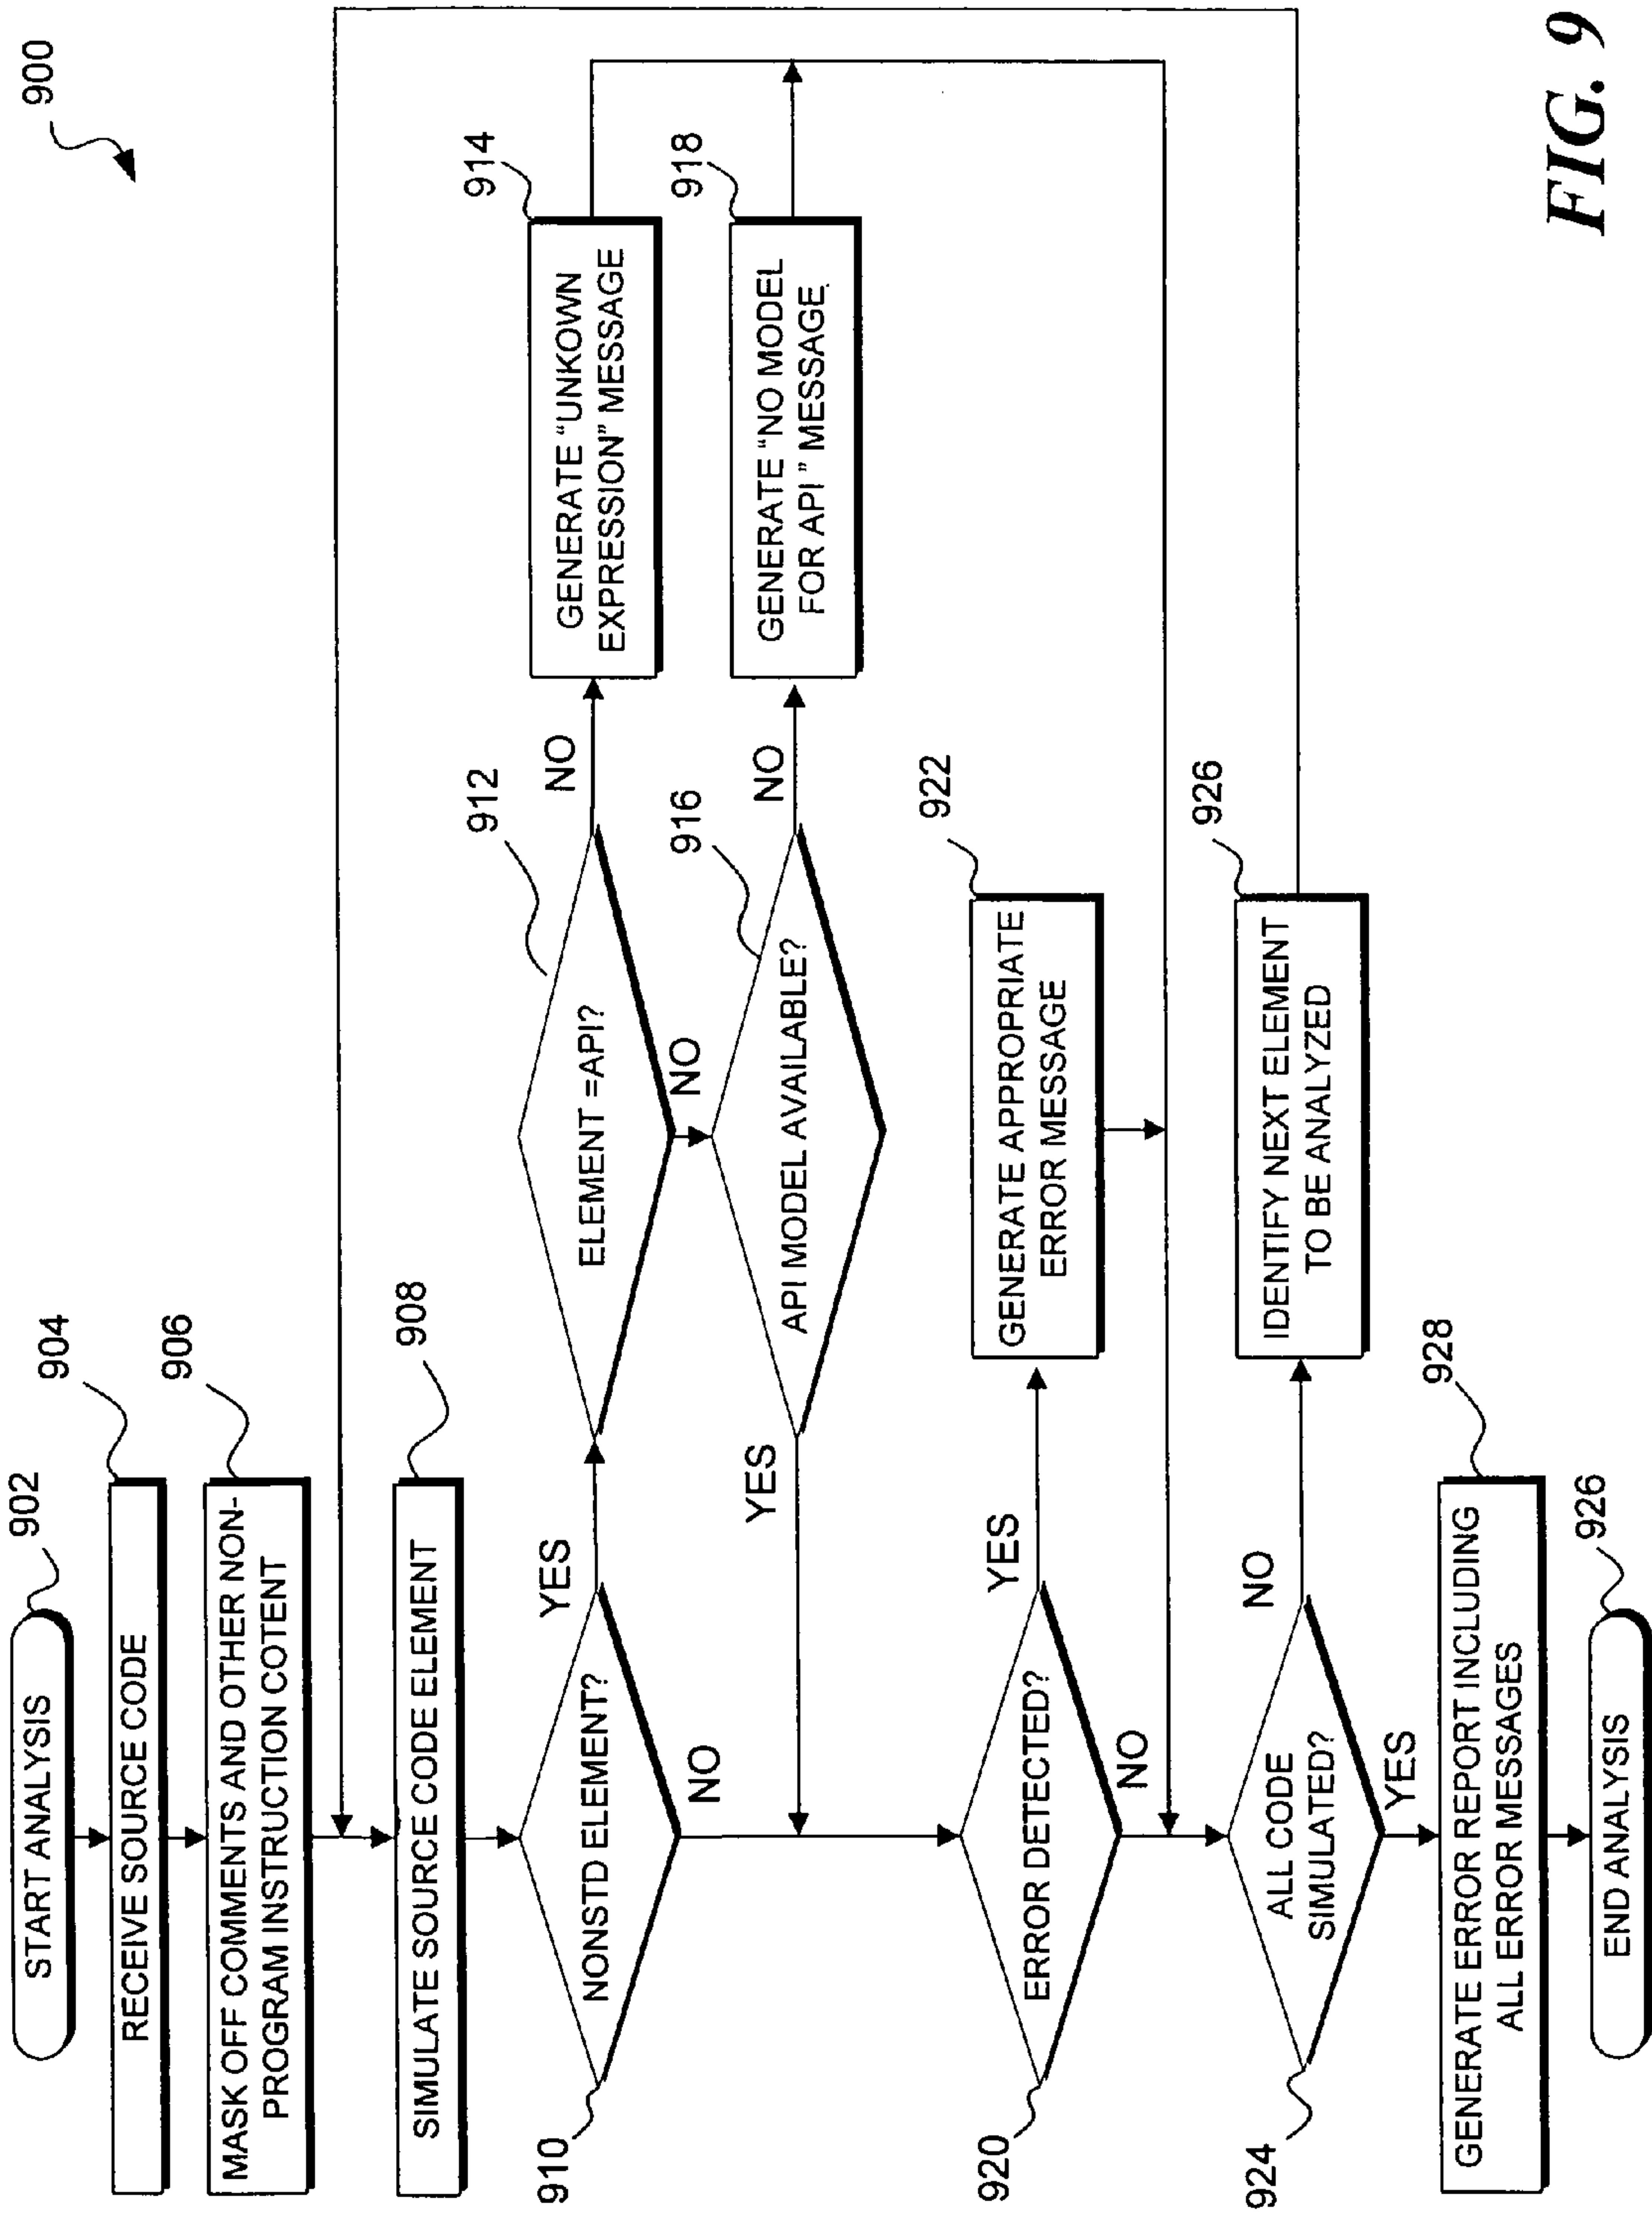 900
START ANALYSIS
902
RECEIVE SOURCE CODE
904
MASK OFF COMMENTS AND OTHER NON-
PROGRAM INSTRUCTION COTENT
906
SIMULATE SOURCE CODE ELEMENT
908
NONSTD ELEMENT?
910
YES
NO
ELEMENT =API?
912
NO
NO
GENERATE “UNKOWN
EXPRESSION” MESSAGE
914
API MODEL AVAILABLE?
916
YES
NO
GENERATE “NO MODEL
FOR API ” MESSAGE
918
ERROR DETECTED?
920
YES
NO
GENERATE APPROPRIATE
ERROR MESSAGE
922
ALL CODE
SIMULATED?
924
NO
YES
IDENTIFY NEXT ELEMENT
TO BE ANALYZED
926
GENERATE ERROR REPORT INCLUDING
ALL ERROR MESSAGES
928
END ANALYSIS
926
FIG. 9